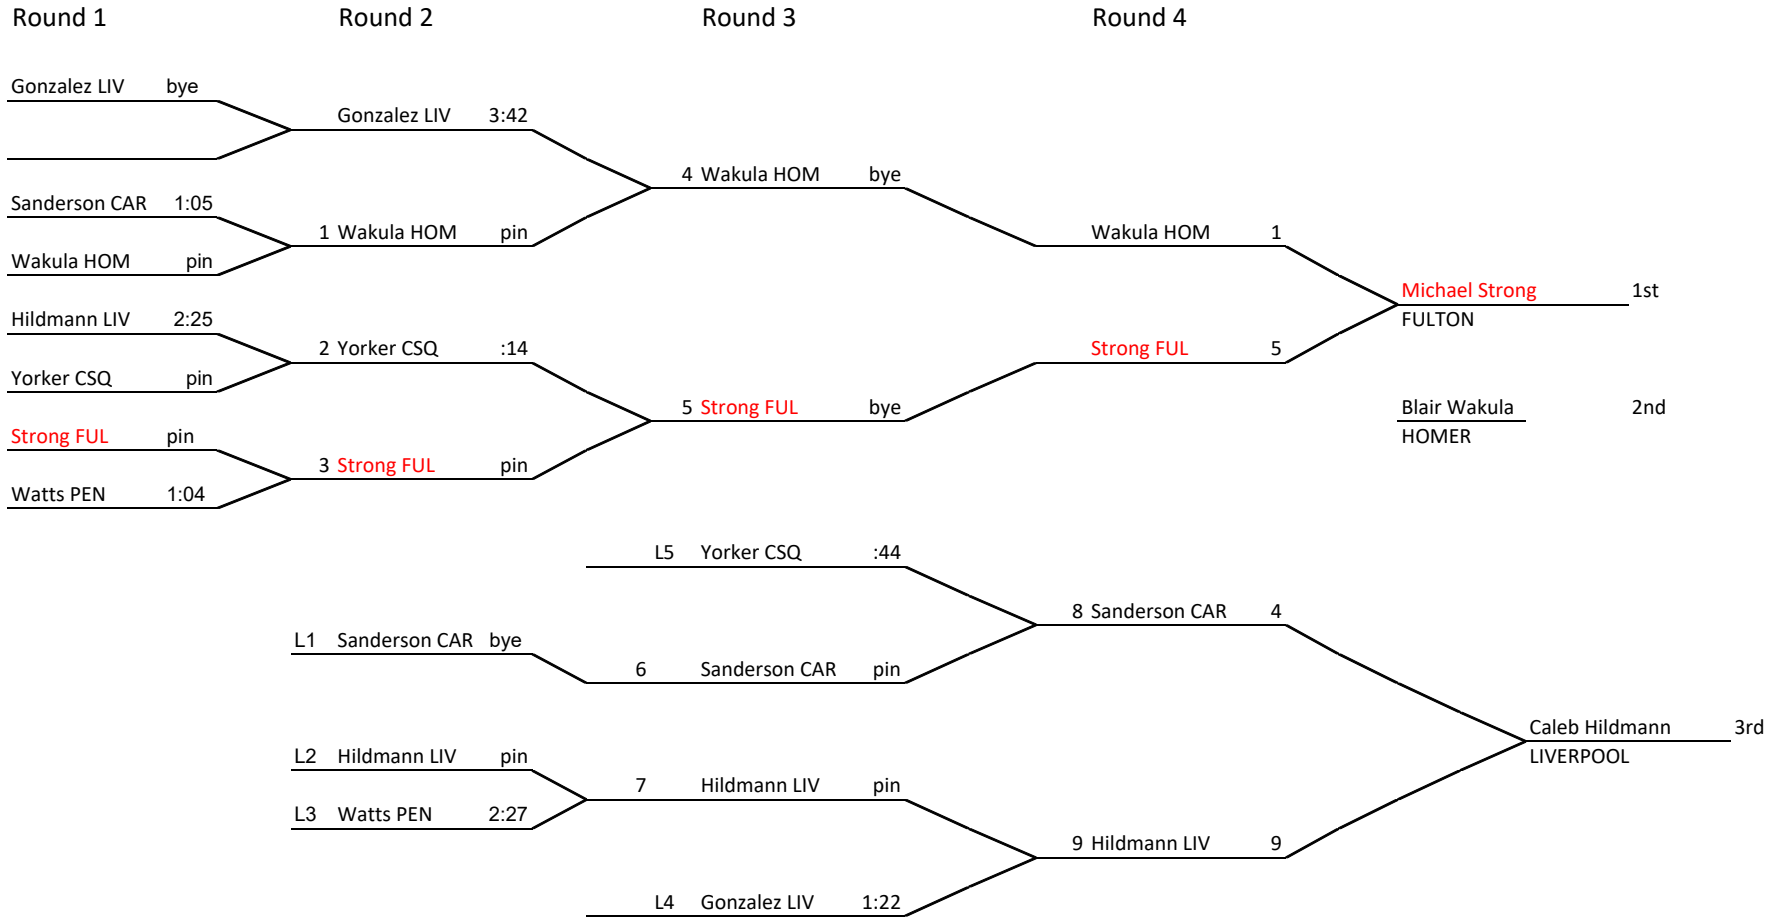 Round 1 Round 2 Round 3 Round 4
Gonzalez LIV bye
Gonzalez LIV 3:42
4 Wakula HOM bye
Sanderson CAR 1:05
1 Wakula HOM pin
Wakula HOM 1
Wakula HOM pin
Michael Strong 1st
Hildmann LIV 2:25
FULTON
2 Yorker CSQ :14
Strong FUL 5
Yorker CSQ pin
5 Strong FUL bye
Blair Wakula 2nd
Strong FUL pin
HOMER
3 Strong FUL pin
Watts PEN 1:04
L5 Yorker CSQ :44
8 Sanderson CAR 4
L1 Sanderson CAR bye
6 Sanderson CAR pin
Caleb Hildmann 3rd
L2 Hildmann LIV pin
LIVERPOOL
7 Hildmann LIV pin
L3 Watts PEN 2:27
9 Hildmann LIV 9
L4 Gonzalez LIV 1:22